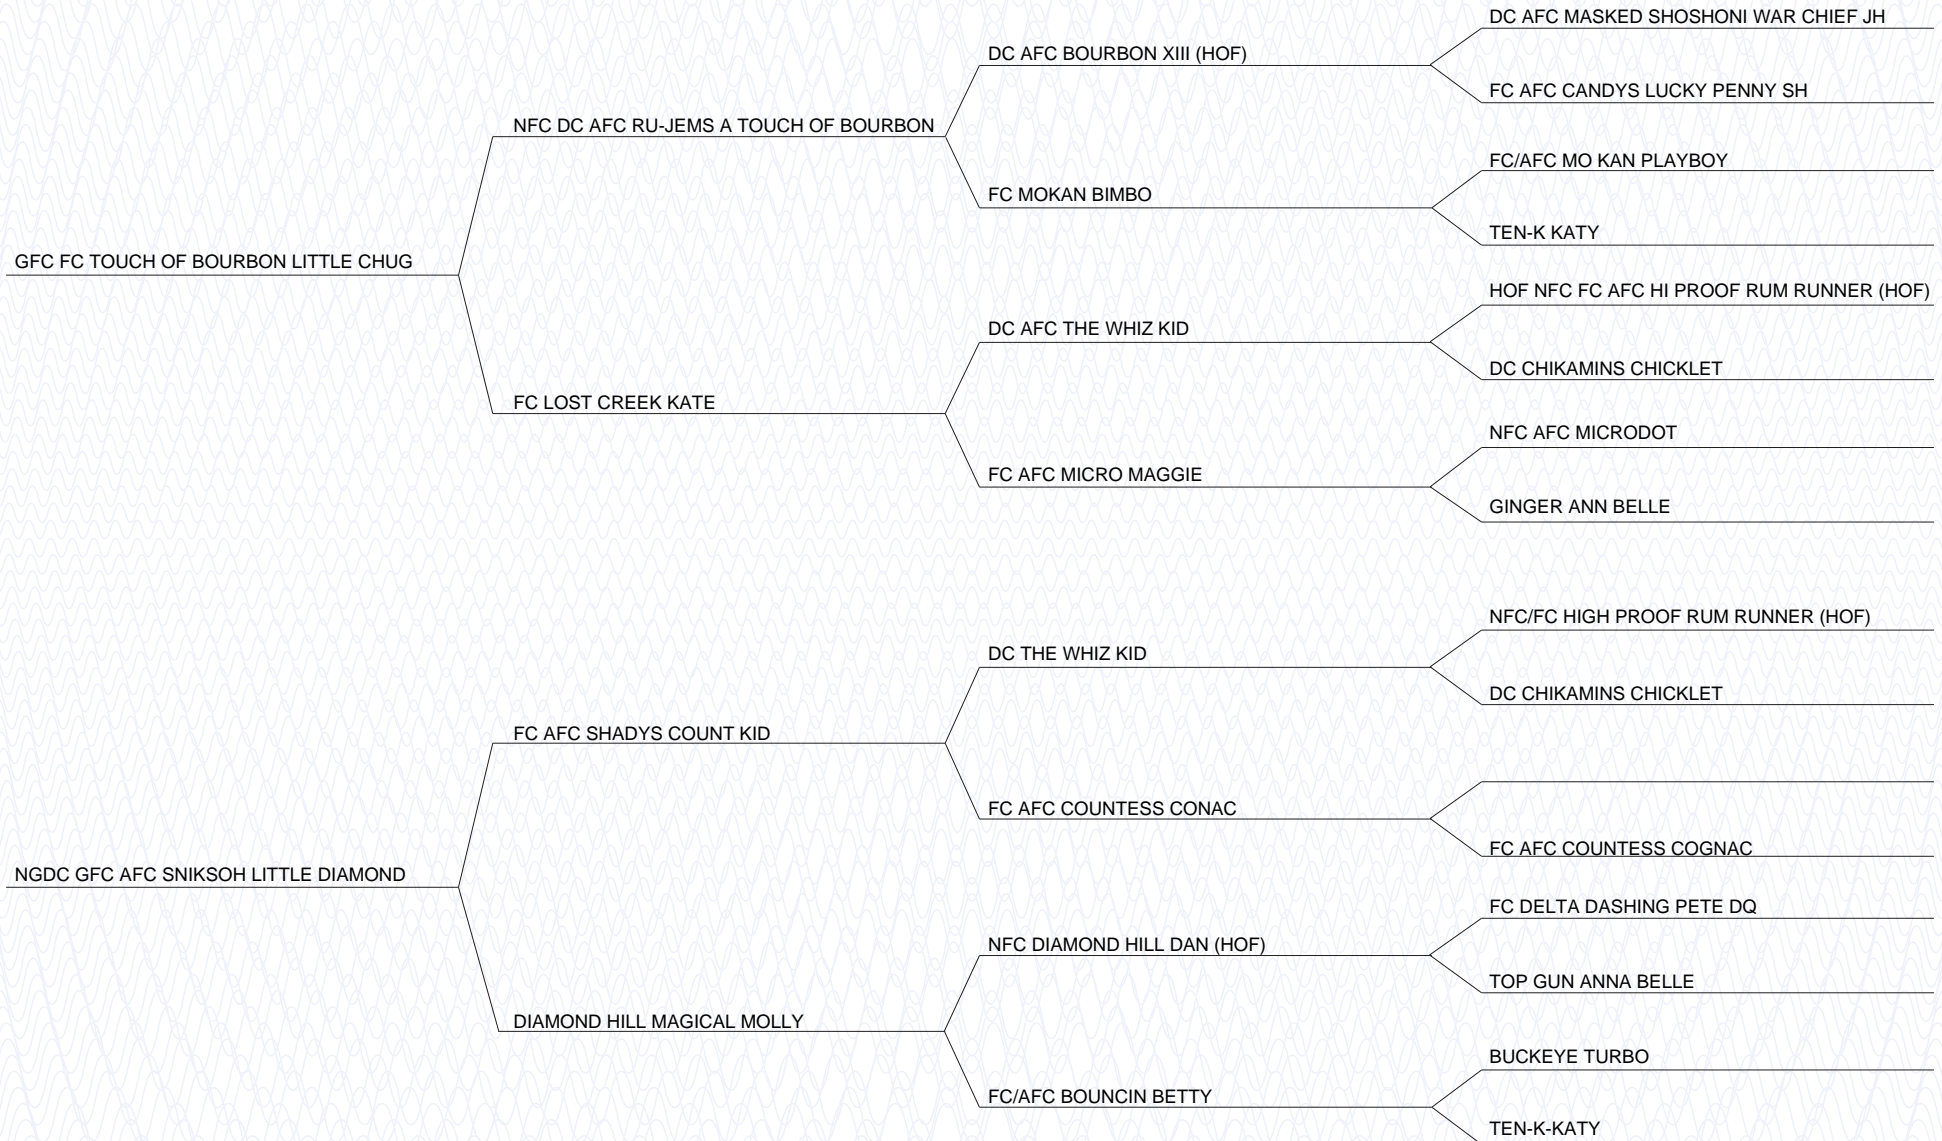 DC AFC MASKED SHOSHONI WAR CHIEF JH
DC AFC BOURBON XIII (HOF)
FC AFC CANDYS LUCKY PENNY SH
NFC DC AFC RU-JEMS A TOUCH OF BOURBON
FC/AFC MO KAN PLAYBOY
FC MOKAN BIMBO
TEN-K KATY
GFC FC TOUCH OF BOURBON LITTLE CHUG
HOF NFC FC AFC HI PROOF RUM RUNNER (HOF)
DC AFC THE WHIZ KID
DC CHIKAMINS CHICKLET
FC LOST CREEK KATE
NFC AFC MICRODOT
FC AFC MICRO MAGGIE
GINGER ANN BELLE
NFC/FC HIGH PROOF RUM RUNNER (HOF)
DC THE WHIZ KID
DC CHIKAMINS CHICKLET
FC AFC SHADYS COUNT KID
FC AFC COUNTESS CONAC
FC AFC COUNTESS COGNAC
NGDC GFC AFC SNIKSOH LITTLE DIAMOND
FC DELTA DASHING PETE DQ
NFC DIAMOND HILL DAN (HOF)
TOP GUN ANNA BELLE
DIAMOND HILL MAGICAL MOLLY
BUCKEYE TURBO
FC/AFC BOUNCIN BETTY
TEN-K-KATY